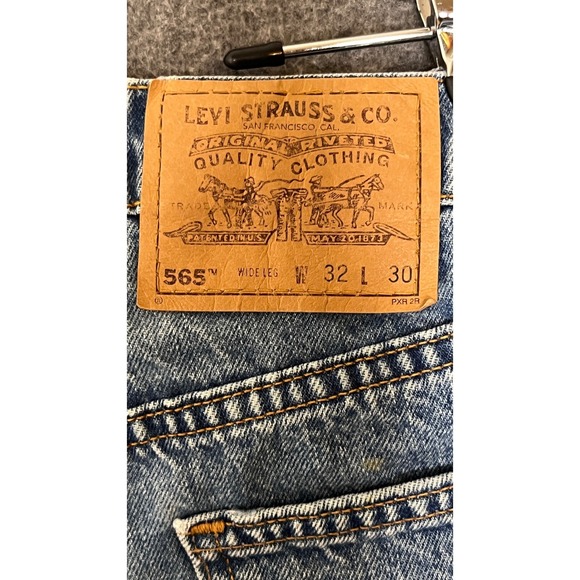 LEVI STRAUSS & CO.
SAN FRANCISCO, CAL.
ORIGINAL RIVETED
QUALITY CLOTHING
TRADE MARK
PATENTED IN U.S. MAY 20 1873
565™ WIDE LEG W 32 L 30
PXR 2R